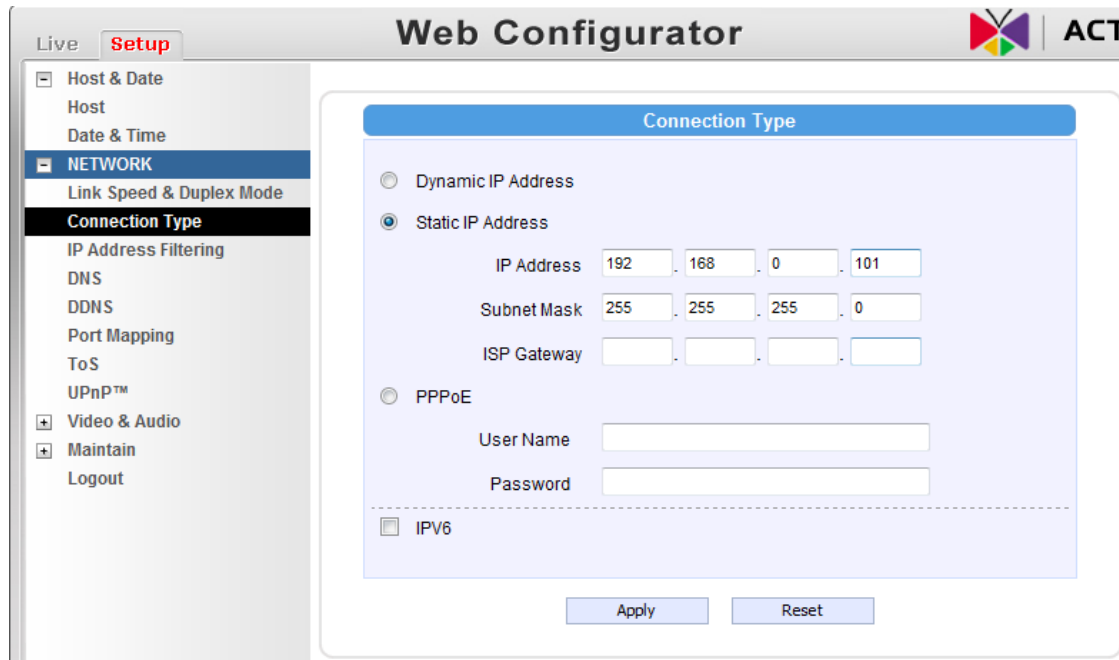 Web Configurator
ACT
Live Setup
Host & Date
Host
Date & Time
NETWORK
Link Speed & Duplex Mode
Connection Type
IP Address Filtering
DNS
DDNS
Port Mapping
ToS
UPnP™
Video & Audio
Maintain
Logout
Connection Type
Dynamic IP Address
Static IP Address
IP Address 192 . 168 . 0 . 101
Subnet Mask 255 . 255 . 255 . 0
ISP Gateway . . .
PPPoE
User Name
Password
IPV6
Apply Reset